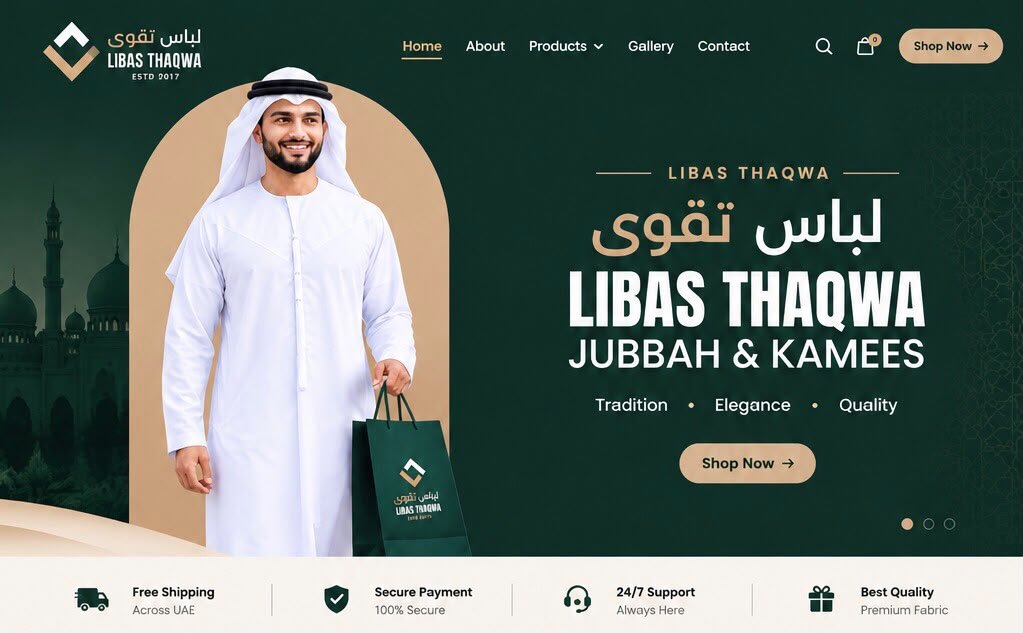 لباس تقوى
LIBAS THAQWA
ESTD 2017
Home About Products Gallery Contact
0
Shop Now
LIBAS THAQWA
لباس تقوى
LIBAS THAQWA
JUBBAH & KAMEES
Tradition • Elegance • Quality
Shop Now
لباس تقوى
LIBAS THAQWA
Free Shipping
Across UAE
Secure Payment
100% Secure
24/7 Support
Always Here
Best Quality
Premium Fabric